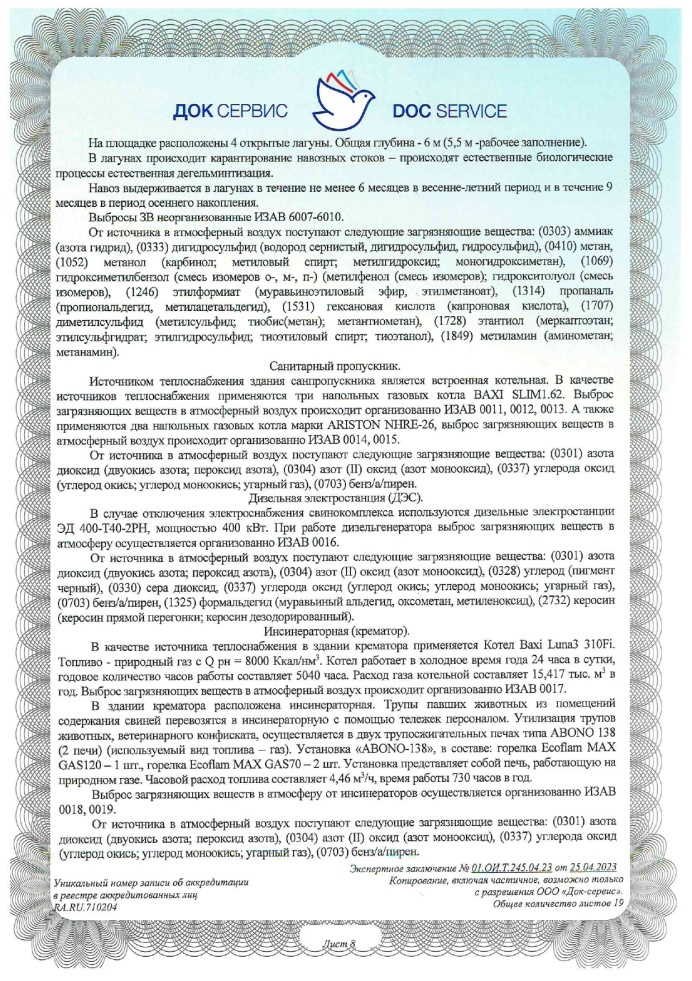 ДОК СЕРВИС DOC SERVICE
На площадке расположены 4 открытые лагуны. Общая глубина - 6 м (5,5 м -рабочее заполнение).
В лагунах происходит карантирование навозных стоков – происходят естественные биологические
процессы естественная дегельминтизация.
Навоз выдерживается в лагунах в течение не менее 6 месяцев в весенне-летний период и в течение 9
месяцев в период осеннего накопления.
Выбросы ЗВ неорганизованные ИЗАВ 6007-6010.
От источника в атмосферный воздух поступают следующие загрязняющие вещества: (0303) аммиак
(азота гидрид), (0333) дигидросульфид (водород сернистый, дигидросульфид, гидросульфид), (0410) метан,
(1052) метанол (карбинол; метиловый спирт; метилгидроксид; моногидроксиметан), (1069)
гидроксиметилбензол (смесь изомеров о-, м-, п-) (метилфенол (смесь изомеров); гидрокситолуол (смесь
изомеров), (1246) этилформиат (муравьиноэтиловый эфир, этилметаноат), (1314) пропаналь
(пропиональдегид, метилацетальдегид), (1531) гексановая кислота (капроновая кислота), (1707)
диметилсульфид (метилсульфид; тиобис(метан); метантиометан), (1728) этантиол (меркаптоэтан;
этилсульфгидрат; этилгидросульфид; тиоэтиловый спирт; тиоэтанол), (1849) метиламин (аминометан;
метанамин).
Санитарный пропускник.
Источником теплоснабжения здания санпропускника является встроенная котельная. В качестве
источников теплоснабжения применяются три напольных газовых котла BAXI SLIM1.62. Выброс
загрязняющих веществ в атмосферный воздух происходит организованно ИЗАВ 0011, 0012, 0013. А также
применяются два напольных газовых котла марки ARISTON NHRE-26, выброс загрязняющих веществ в
атмосферный воздух происходит организованно ИЗАВ 0014, 0015.
От источника в атмосферный воздух поступают следующие загрязняющие вещества: (0301) азота
диоксид (двуокись азота; пероксид азота), (0304) азот (II) оксид (азот монооксид), (0337) углерода оксид
(углерод окись; углерод моноокись; угарный газ), (0703) бенз/а/пирен.
Дизельная электростанция (ДЭС).
В случае отключения электроснабжения свинокомплекса используются дизельные электростанции
ЭД 400-Т40-2РН, мощностью 400 кВт. При работе дизельгенератора выброс загрязняющих веществ в
атмосферу осуществляется организованно ИЗАВ 0016.
От источника в атмосферный воздух поступают следующие загрязняющие вещества: (0301) азота
диоксид (двуокись азота; пероксид азота), (0304) азот (II) оксид (азот монооксид), (0328) углерод (пигмент
черный), (0330) сера диоксид, (0337) углерода оксид (углерод окись; углерод моноокись; угарный газ),
(0703) бенз/а/пирен, (1325) формальдегид (муравьиный альдегид, оксометан, метиленоксид), (2732) керосин
(керосин прямой перегонки; керосин дезодорированный).
Инсинераторная (крематор).
В качестве источника теплоснабжения в здании крематора применяется Котел Baxi Luna3 310Fi.
Топливо - природный газ с Q рн = 8000 Ккал/нм³. Котел работает в холодное время года 24 часа в сутки,
годовое количество часов работы составляет 5040 часа. Расход газа котельной составляет 15,417 тыс. м³ в
год. Выброс загрязняющих веществ в атмосферный воздух происходит организованно ИЗАВ 0017.
В здании крематора расположена инсинераторная. Трупы павших животных из помещений
содержания свиней перевозятся в инсинераторную с помощью тележек персоналом. Утилизация трупов
животных, ветеринарного конфиската, осуществляется в двух трупосжигательных печах типа ABONO 138
(2 печи) (используемый вид топлива – газ). Установка «ABONO-138», в составе: горелка Ecoflam MAX
GAS120 – 1 шт., горелка Ecoflam MAX GAS70 – 2 шт. Установка представляет собой печь, работающую на
природном газе. Часовой расход топлива составляет 4,46 м³/ч, время работы 730 часов в год.
Выброс загрязняющих веществ в атмосферу от инсинераторов осуществляется организованно ИЗАВ
0018, 0019.
От источника в атмосферный воздух поступают следующие загрязняющие вещества: (0301) азота
диоксид (двуокись азота; пероксид азота), (0304) азот (II) оксид (азот монооксид), (0337) углерода оксид
(углерод окись; углерод моноокись; угарный газ), (0703) бенз/а/пирен.
Экспертное заключение № 01.ОИ.Т.245.04.23 от 25.04.2023
Уникальный номер записи об аккредитации
в реестре аккредитованных лиц
RA.RU.710204
Копирование, включая частичное, возможно только
с разрешения ООО «Док-сервис».
Общее количество листов 19
Лист 8